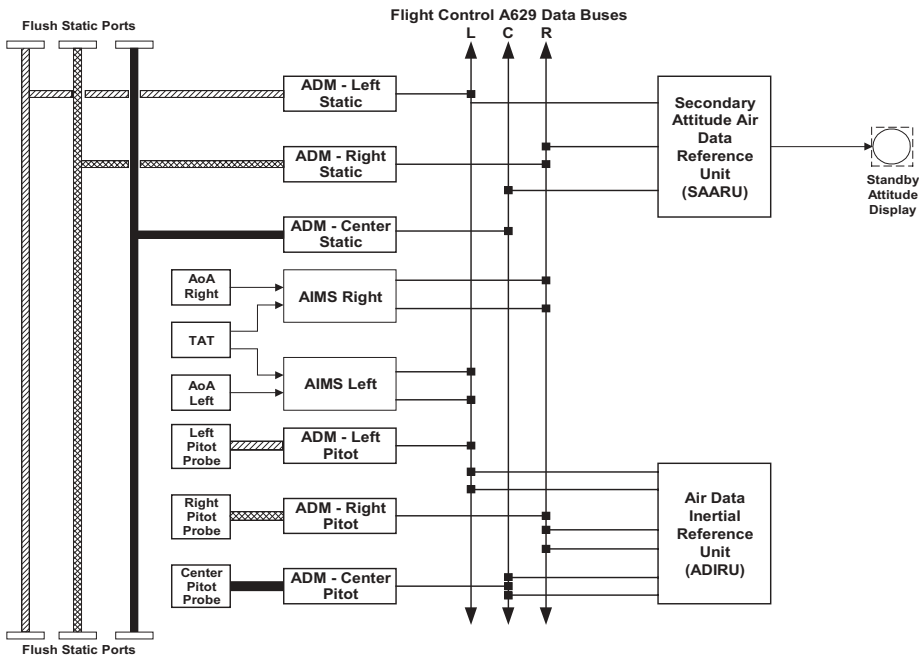 Flight Control A629 Data Buses
L C R
Flush Static Ports
ADM - Left
Static
ADM - Right
Static
ADM - Center
Static
Secondary
Attitude Air
Data
Reference
Unit
(SAARU)
Standby
Attitude
Display
AoA
Right
AIMS Right
TAT
AoA
Left
AIMS Left
Left
Pitot
Probe
ADM - Left
Pitot
Right
Pitot
Probe
ADM - Right
Pitot
Center
Pitot
Probe
ADM - Center
Pitot
Air Data
Inertial
Reference
Unit
(ADIRU)
Flush Static Ports